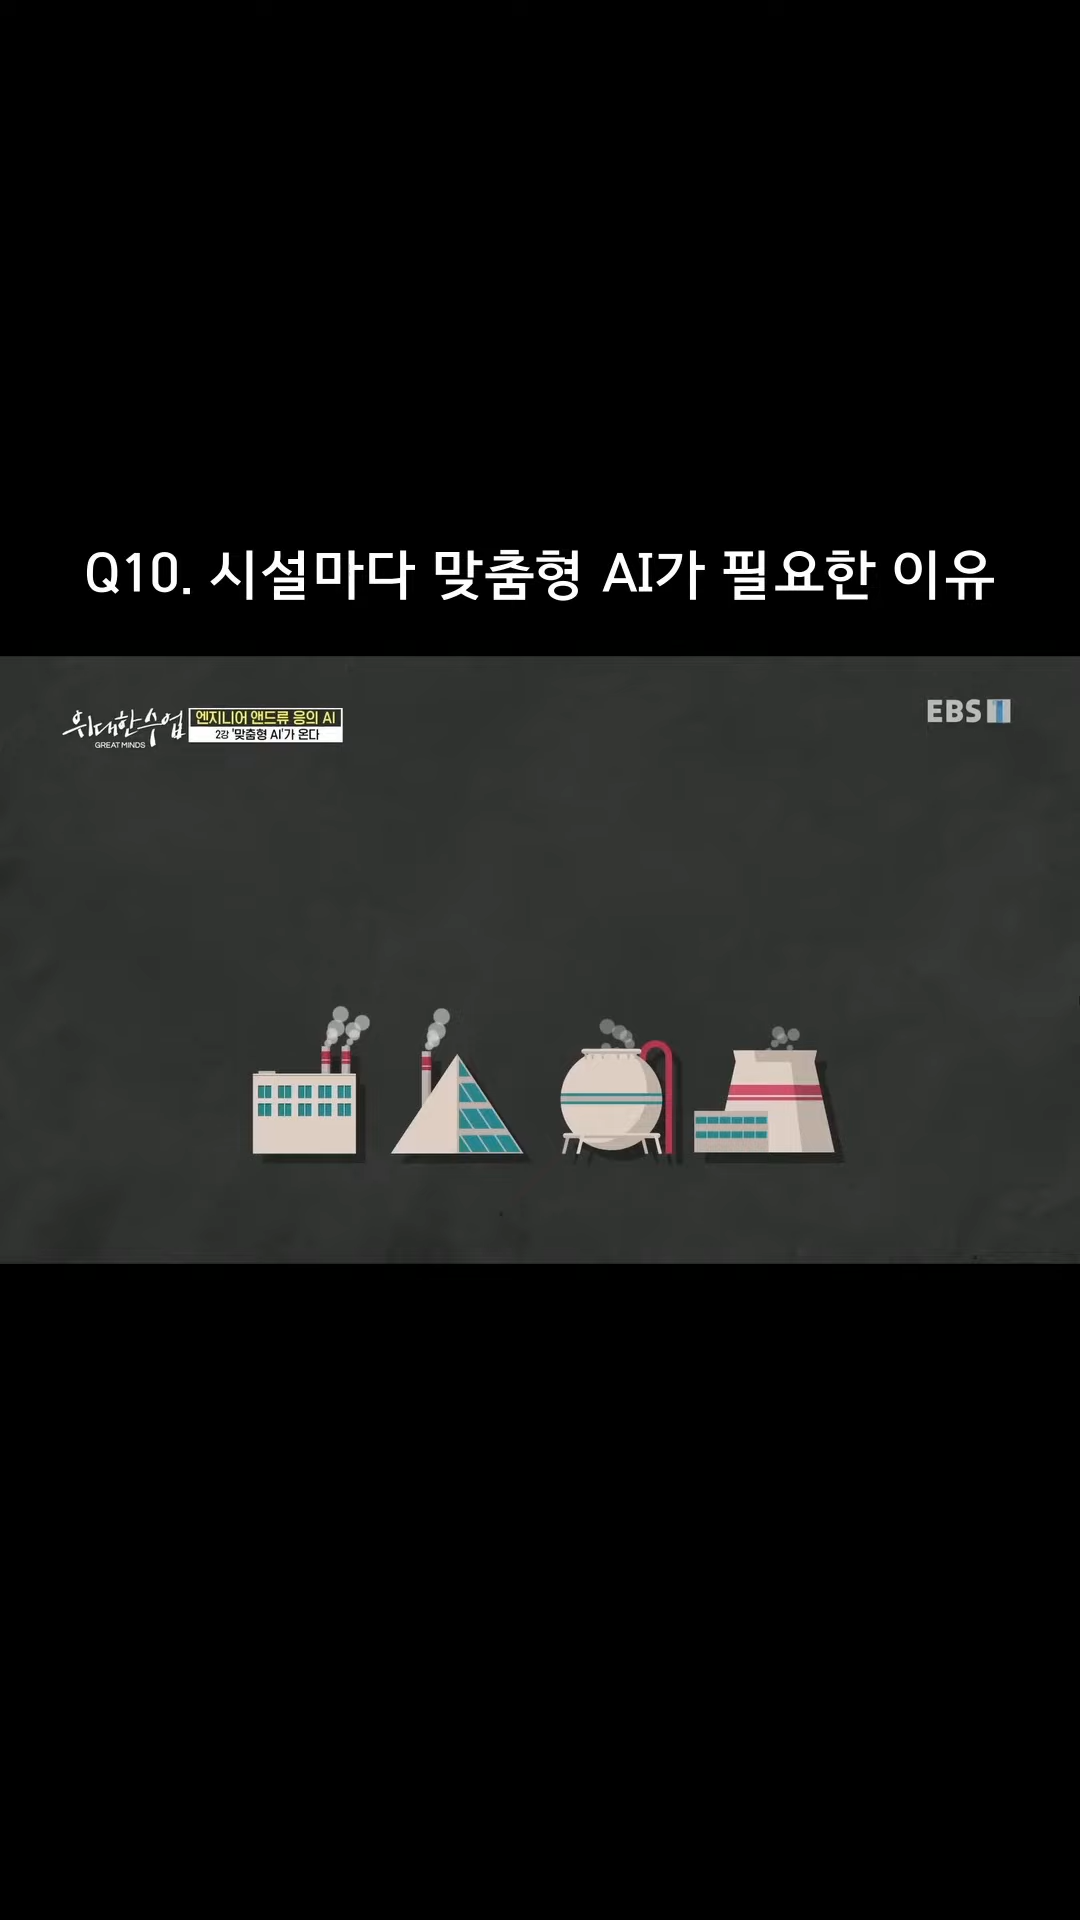 Q10. 시설마다 맞춤형 AI가 필요한 이유
위대한수업
GREAT MINDS
엔지니어 앤드류 응의 AI
2강 '맞춤형 AI'가 온다
EBS1